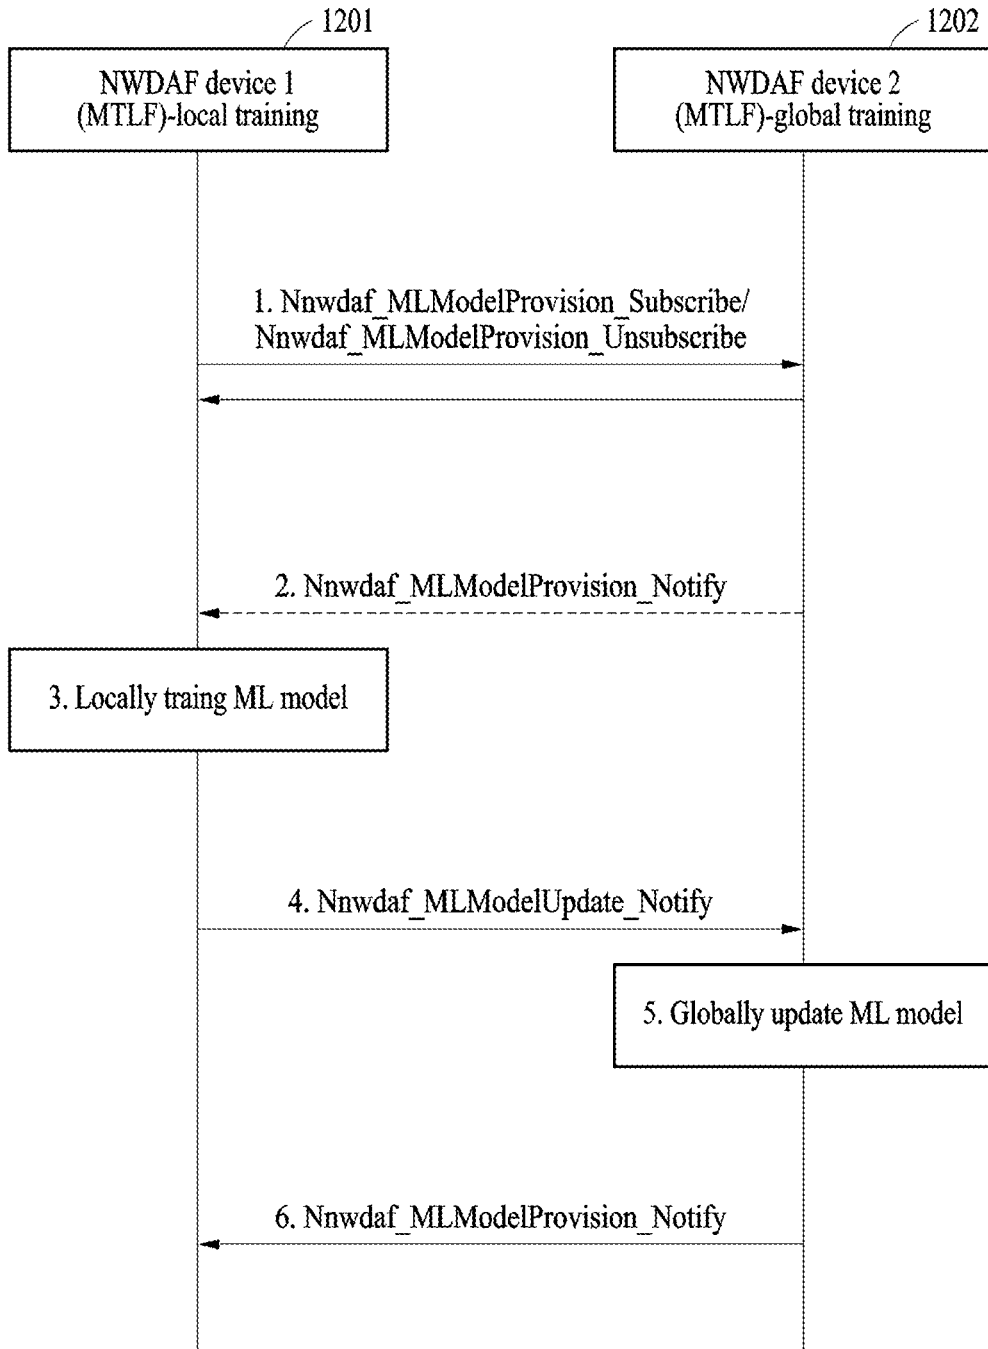 1201
1202
NWDAF device 1
(MTLF)-local training
NWDAF device 2
(MTLF)-global training
1. Nnwdaf_MLModelProvision_Subscribe/
Nnwdaf_MLModelProvision_Unsubscribe
2. Nnwdaf_MLModelProvision_Notify
3. Locally traing ML model
4. Nnwdaf_MLModelUpdate_Notify
5. Globally update ML model
6. Nnwdaf_MLModelProvision_Notify